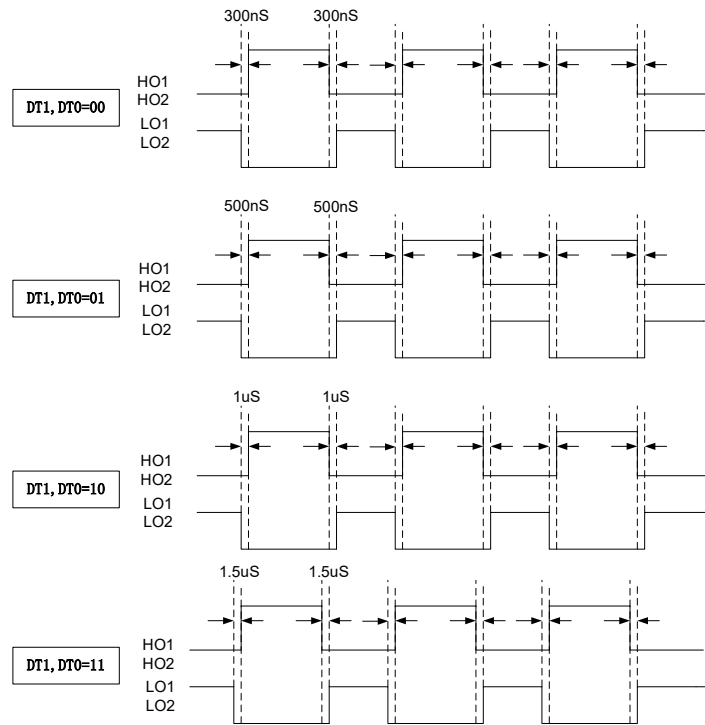 300nS 300nS
HO1
HO2
DT1, DT0=00
LO1
LO2
500nS 500nS
HO1
HO2
DT1, DT0=01
LO1
LO2
1uS 1uS
HO1
HO2
DT1, DT0=10
LO1
LO2
1.5uS 1.5uS
HO1
HO2
DT1, DT0=11
LO1
LO2